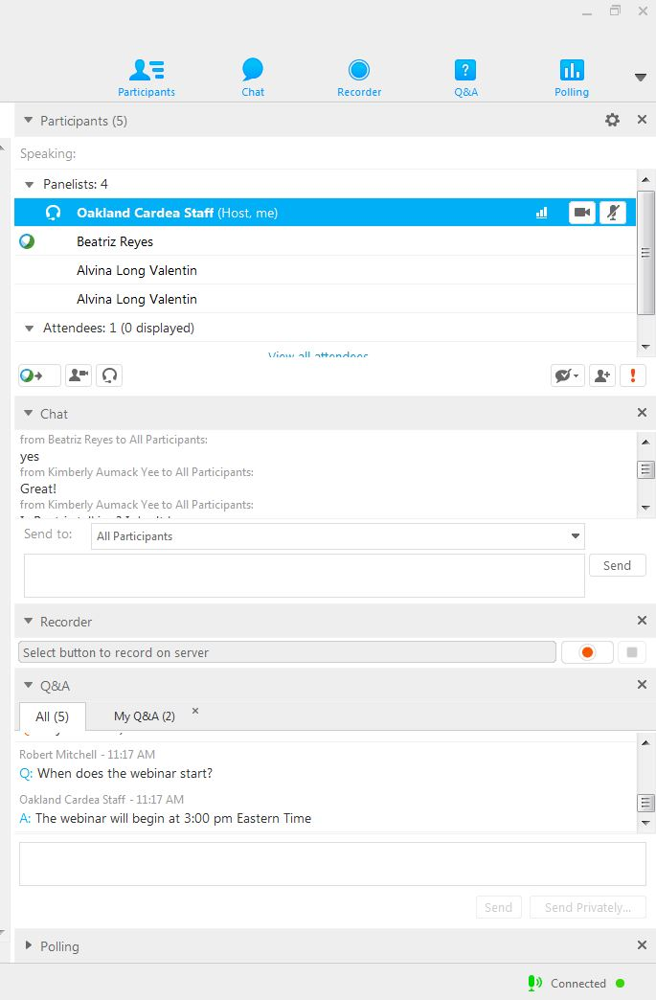 Participants
Chat
Recorder
Q&A
Polling
Participants (5)
Speaking:
Panelists: 4
Oakland Cardea Staff (Host, me)
Beatriz Reyes
Alvina Long Valentin
Alvina Long Valentin
Attendees: 1 (0 displayed)
View all attendees
Chat
from Beatriz Reyes to All Participants:
yes
from Kimberly Aumack Yee to All Participants:
Great!
from Kimberly Aumack Yee to All Participants:
Send to:
All Participants
Send
Recorder
Select button to record on server
Q&A
All (5)
My Q&A (2)
Robert Mitchell - 11:17 AM
Q: When does the webinar start?
Oakland Cardea Staff - 11:17 AM
A: The webinar will begin at 3:00 pm Eastern Time
Send
Send Privately...
Polling
Connected